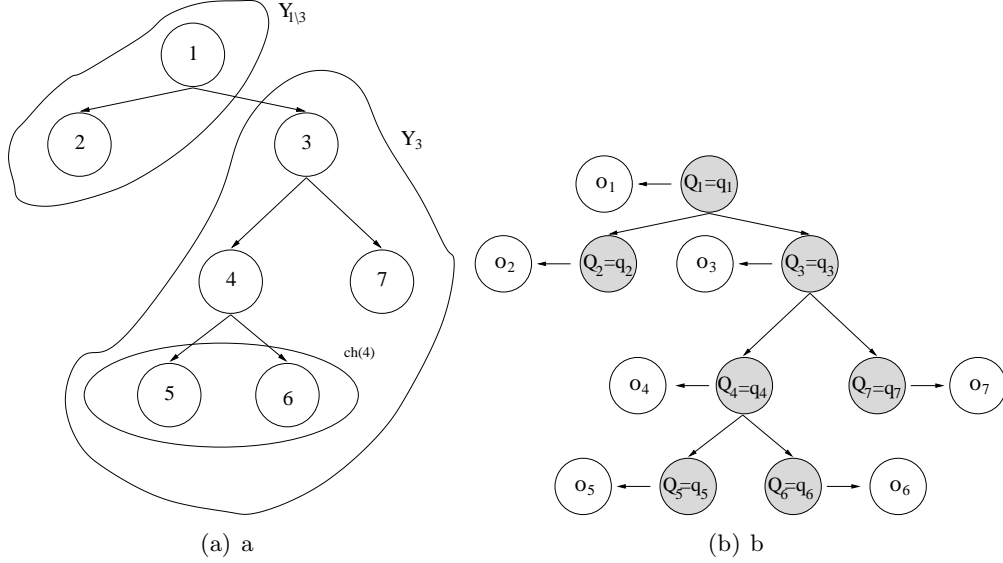 Y1\3
1
2
3
Y3
4
7
ch(4)
5
6
(a) a
o1
Q1=q1
o2
Q2=q2
o3
Q3=q3
o4
Q4=q4
Q7=q7
o7
o5
Q5=q5
Q6=q6
o6
(b) b